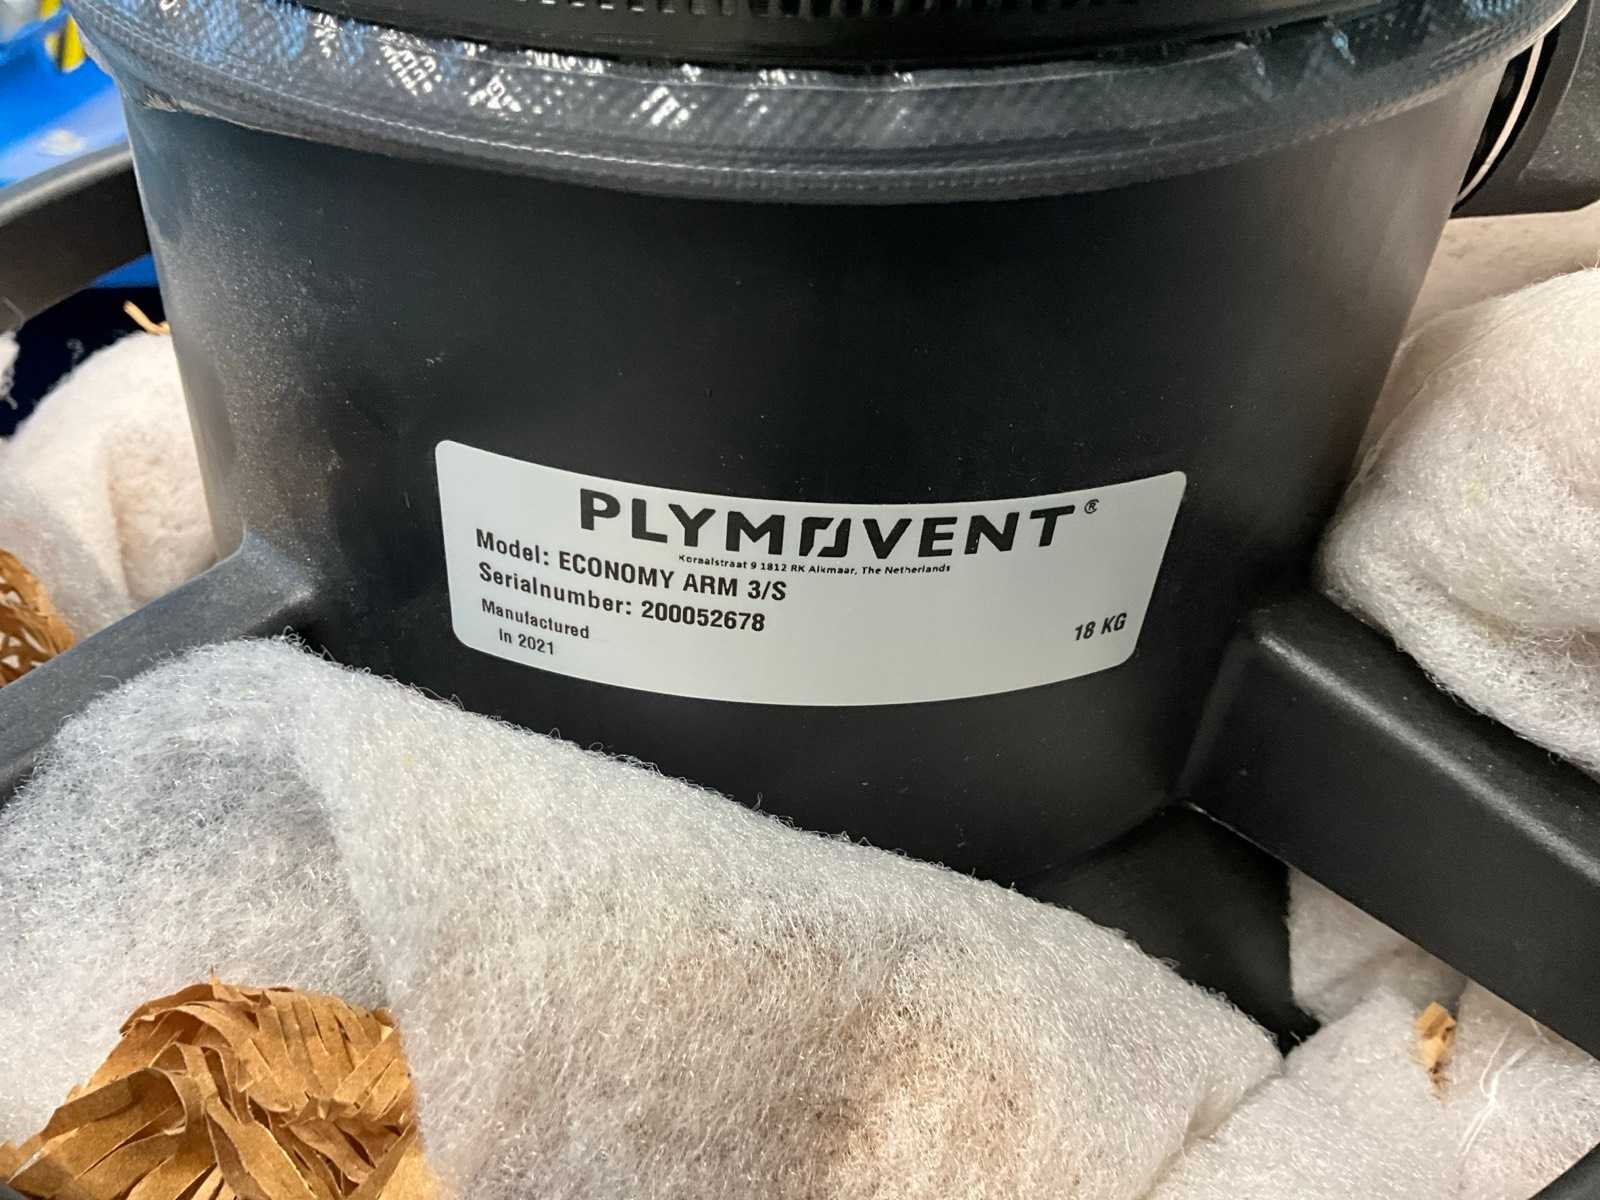 PLYMOVENT®
Koraalstraat 9 1812 RK Alkmaar, The Netherlands
Model: ECONOMY ARM 3/S
Serialnumber: 200052678
Manufactured
in 2021
18 KG